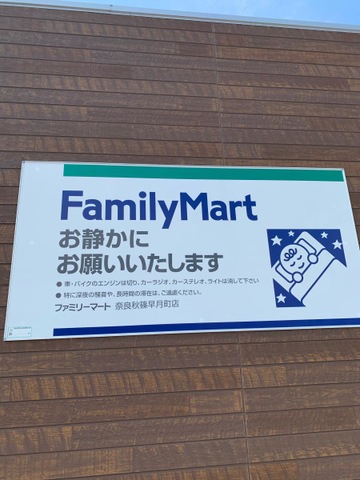 FamilyMart
お静かに
お願いいたします
● 車・バイクのエンジンは切り、カーラジオ、カーステレオ、ライトは消して下さい
● 特に深夜の騒音や、長時間の滞在は、ご遠慮ください。
ファミリーマート 奈良秋篠早月町店